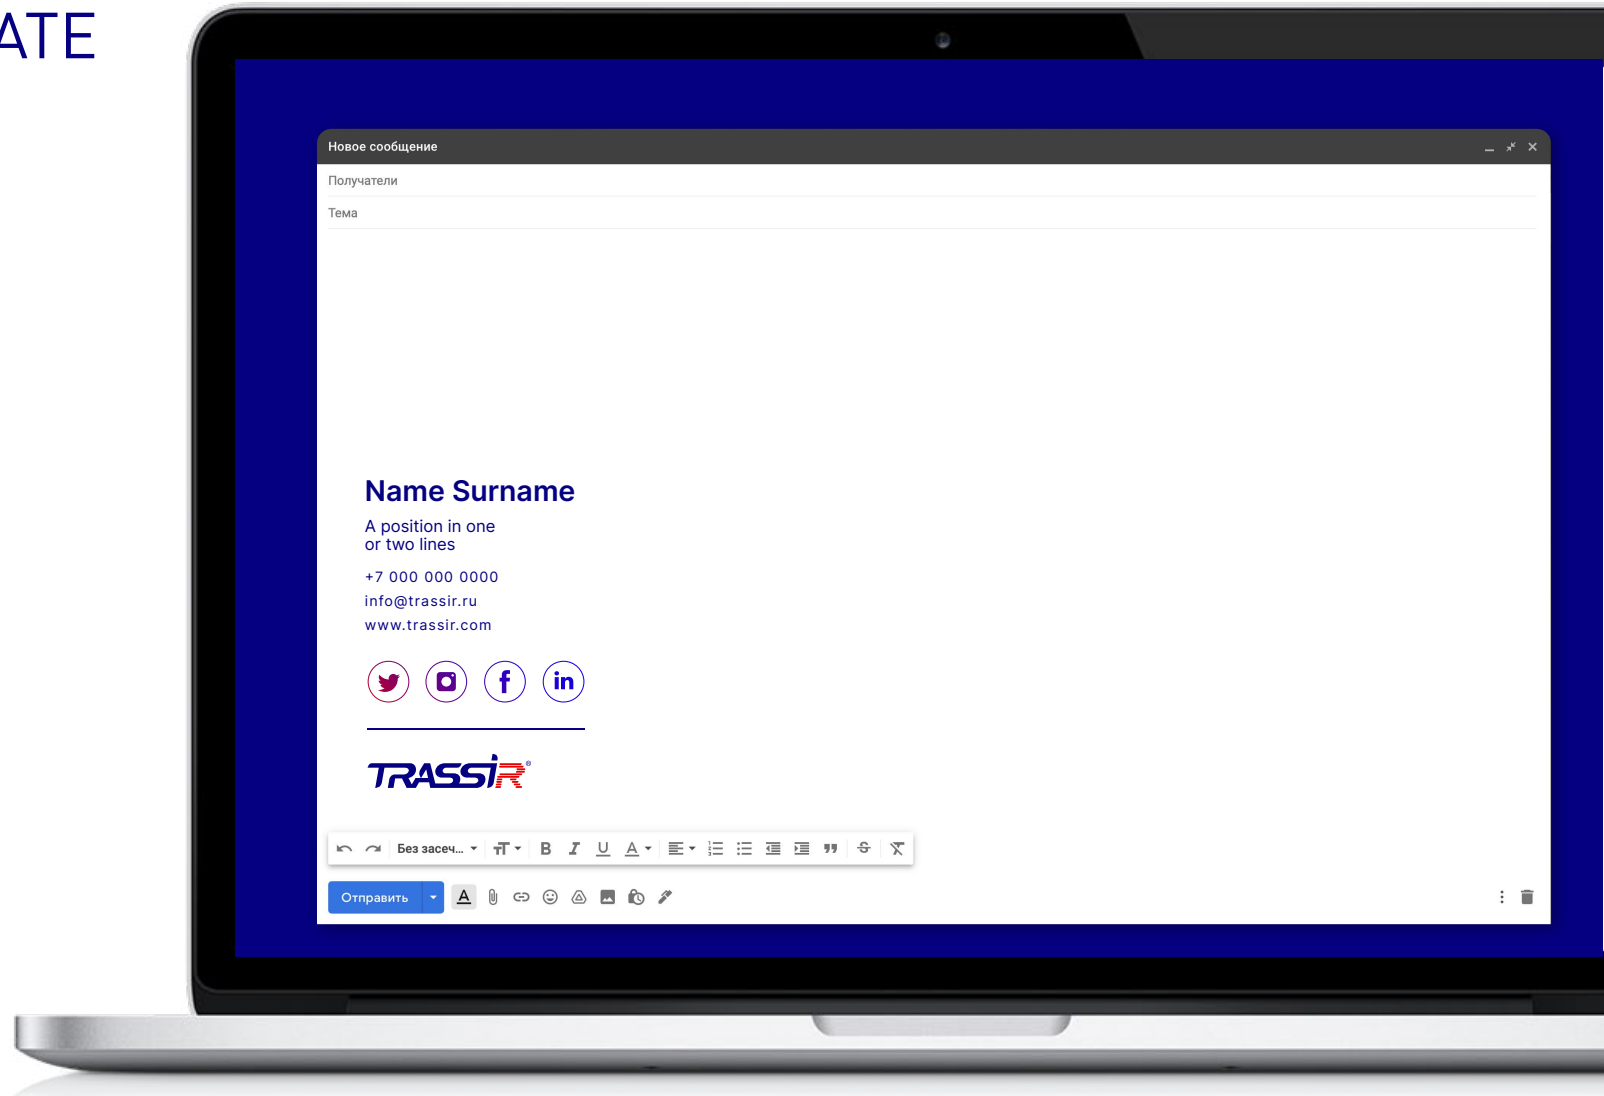 ATE
Новое сообщение
Получатели
Тема
Name Surname
A position in one
or two lines
+7 000 000 0000
info@trassir.ru
www.trassir.com
f in
TRASSIR®
Без засеч...
Отправить